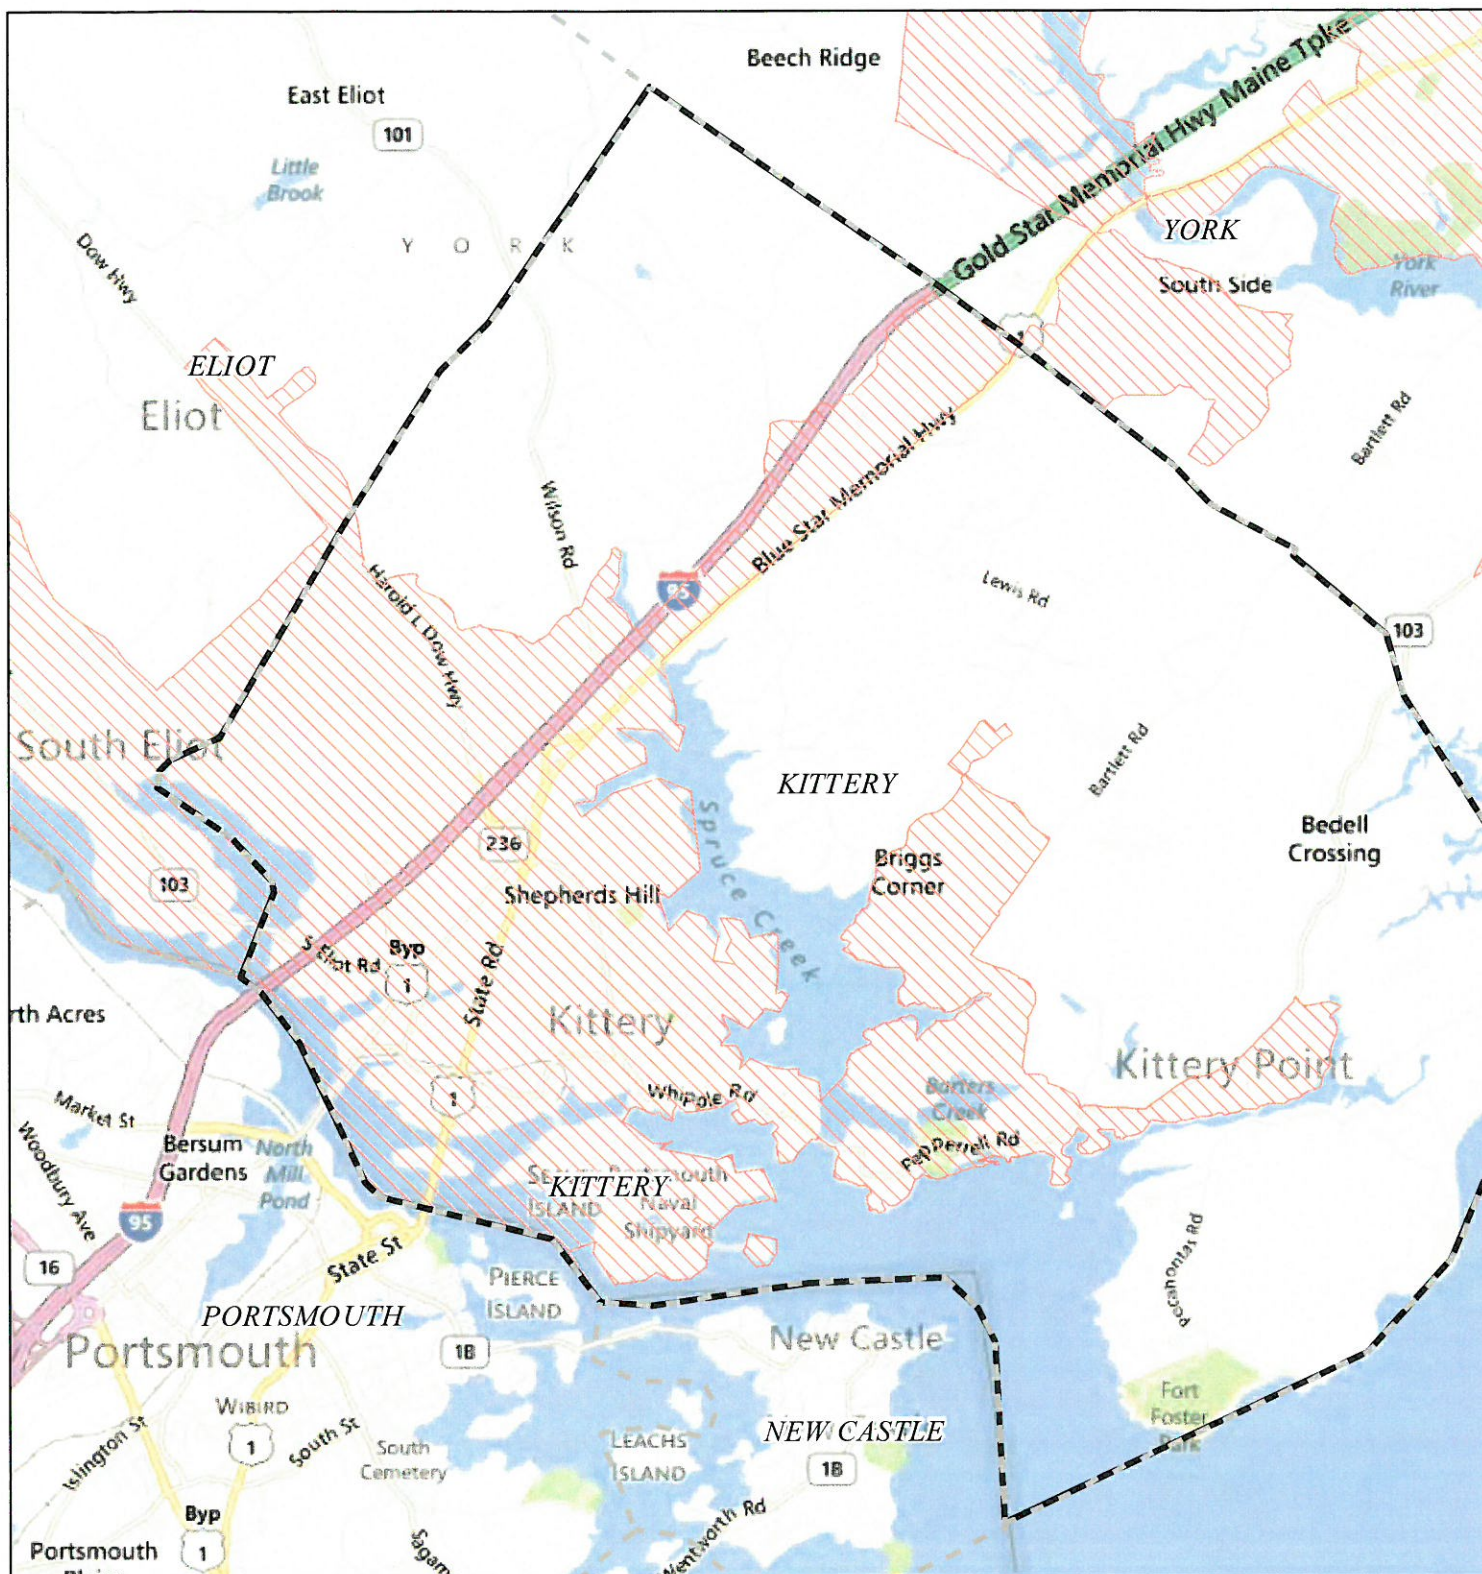 Beech Ridge
Gold Star Memorial Hwy Maine Tpke
East Eliot
101
Little
Brook
Dow Hwy
Y O R K
YORK
South Side
York
River
1
ELIOT
Eliot
Bartlett Rd
Blue Star Memorial Hwy
Wilson Rd
95
Lewis Rd
Harold L Dow Hwy
103
South Eliot
KITTERY
Bartlett Rd
Spruce Creek
Bedell
Crossing
236
Briggs
Corner
103
Shepherds Hill
S Eliot Rd
Byp
1
State Rd
rth Acres
Kittery
Kittery Point
Whipple Rd
1
Barters
Creek
Market St
Woodbury Ave
Bersum
Gardens
North
Mill
Pond
Pepperrell Rd
KITTERY
Portsmouth
ISLAND
Naval
Shipyard
95
16
State St
PIERCE
ISLAND
Pocahontas Rd
PORTSMOUTH
Portsmouth
1B
New Castle
WIBIRD
1
South St
Islington St
South
Cemetery
LEACHS
ISLAND
NEW CASTLE
1B
Fort
Foster
Park
Byp
1
Wentworth Rd
Sagam
Portsmouth